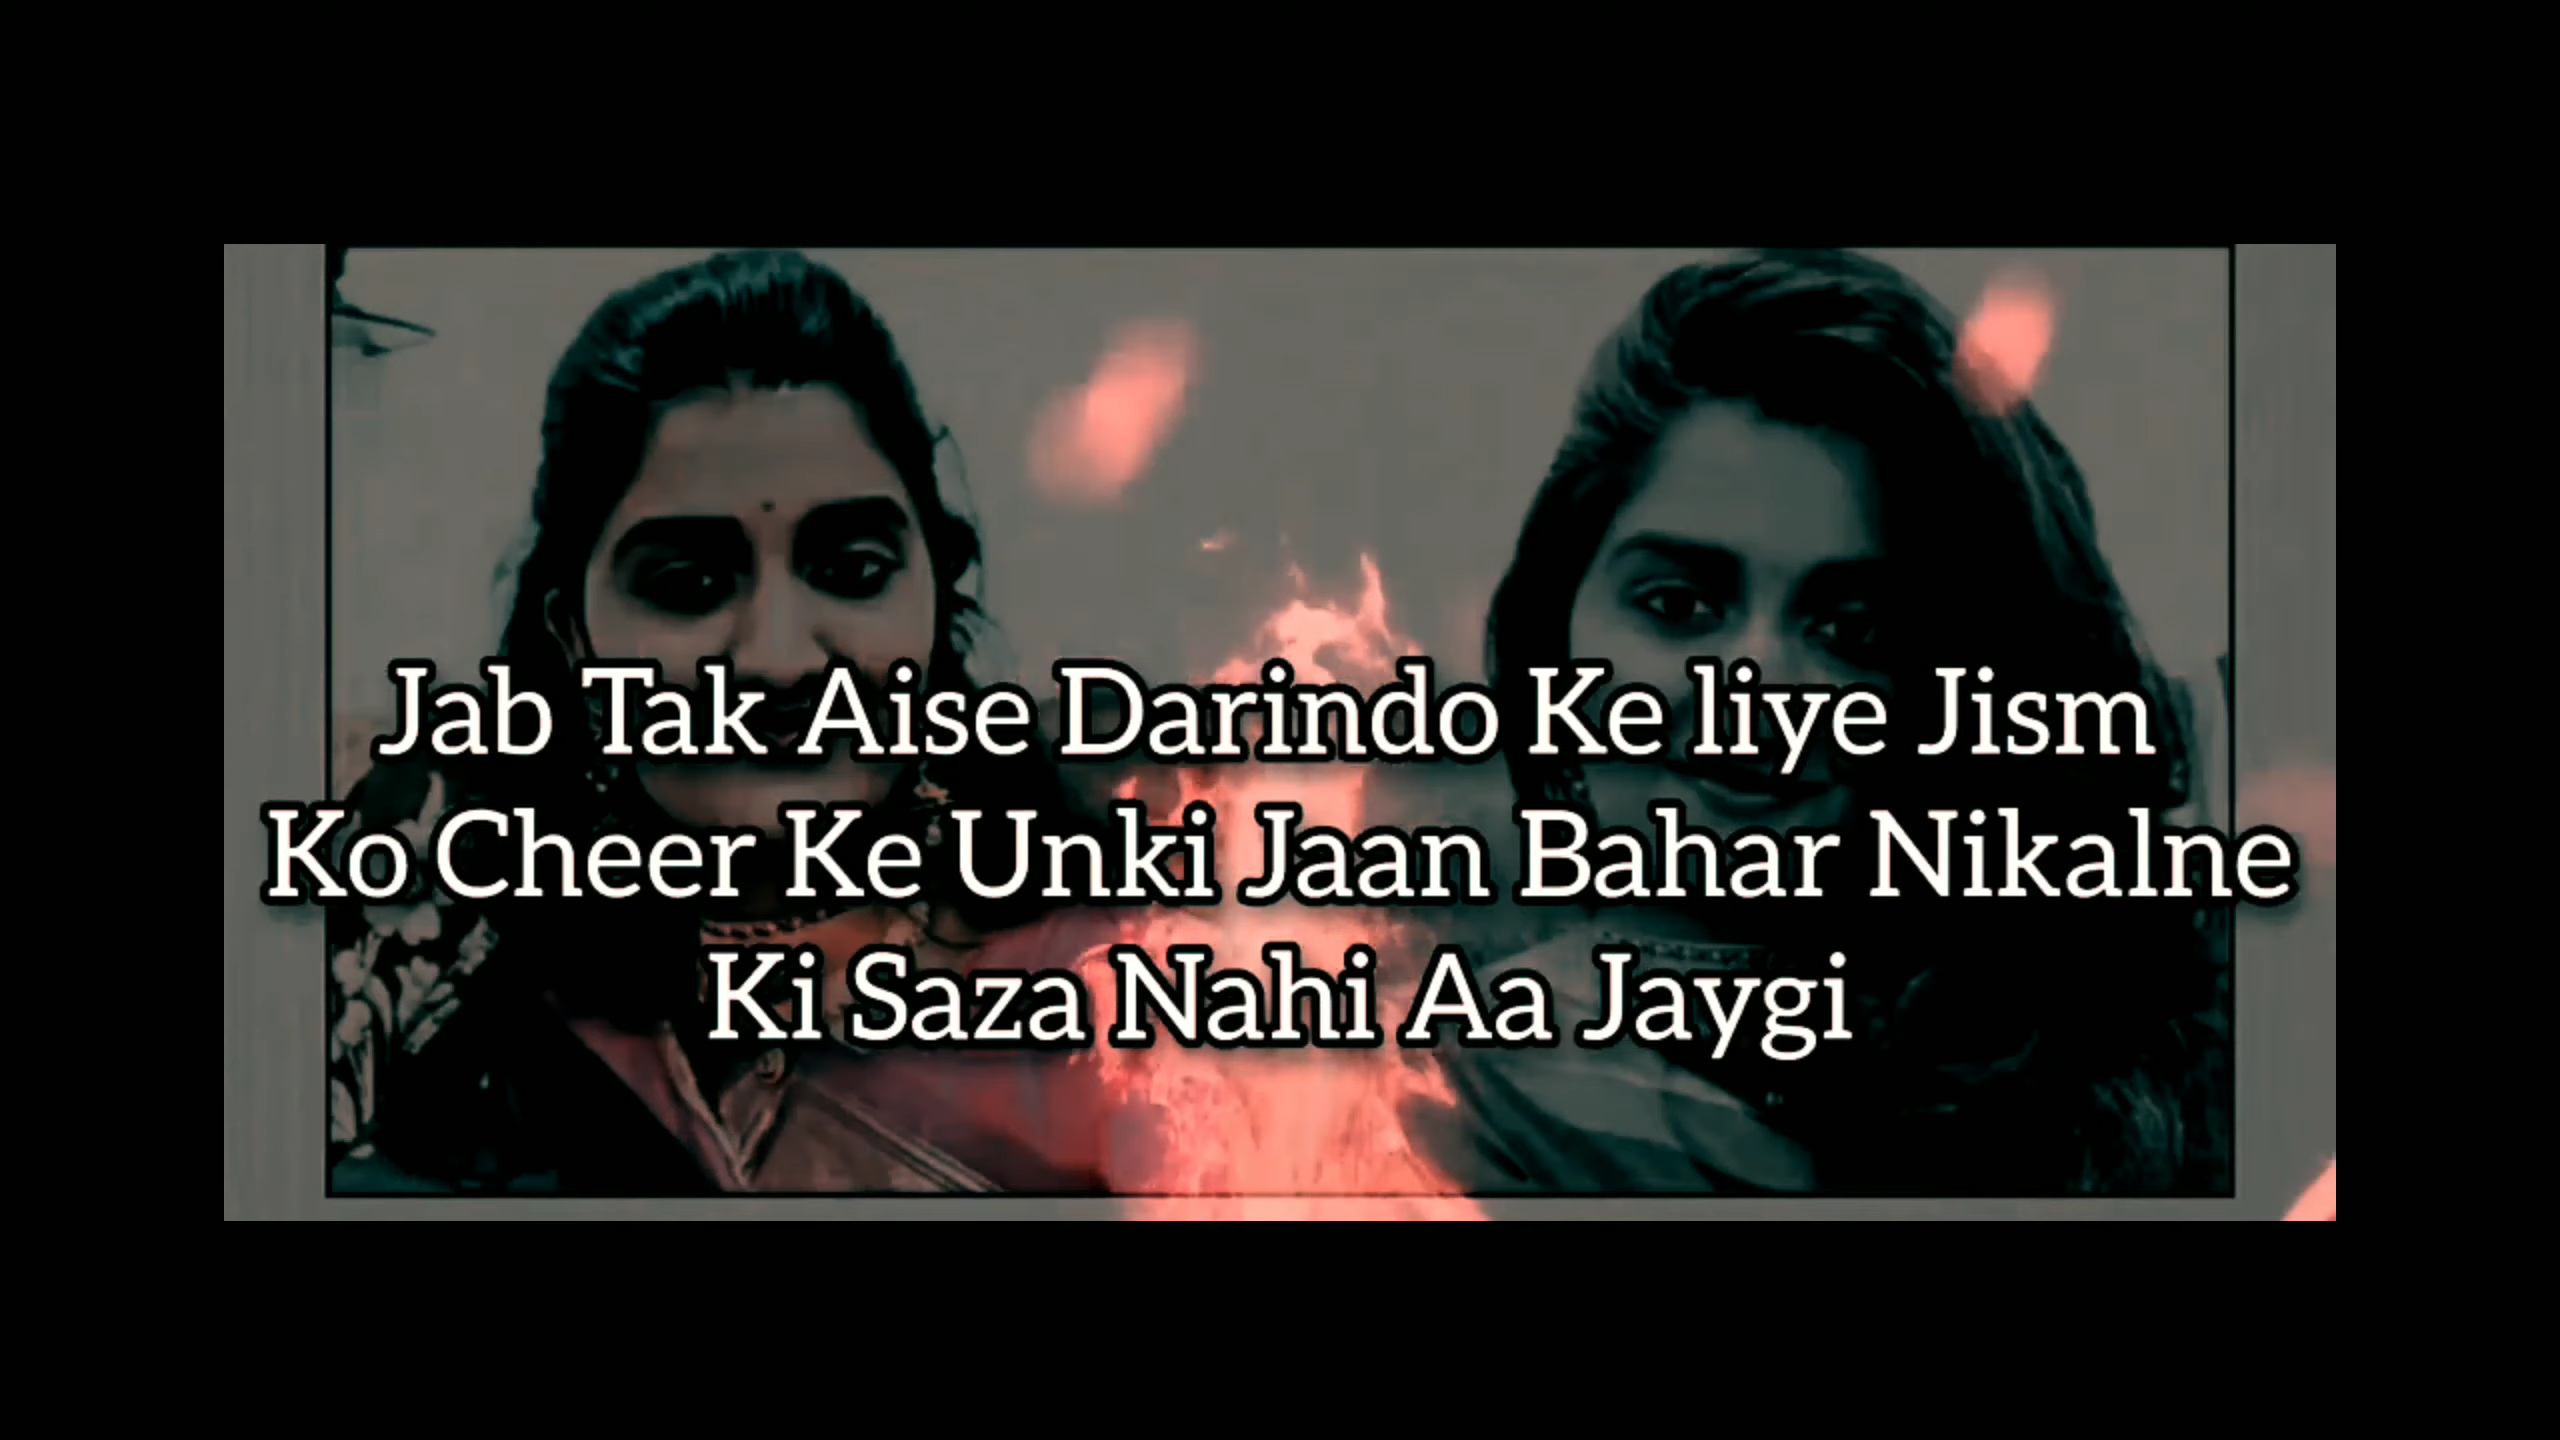 Jab Tak Aise Darindo Ke liye Jism
Ko Cheer Ke Unki Jaan Bahar Nikalne
Ki Saza Nahi Aa Jaygi